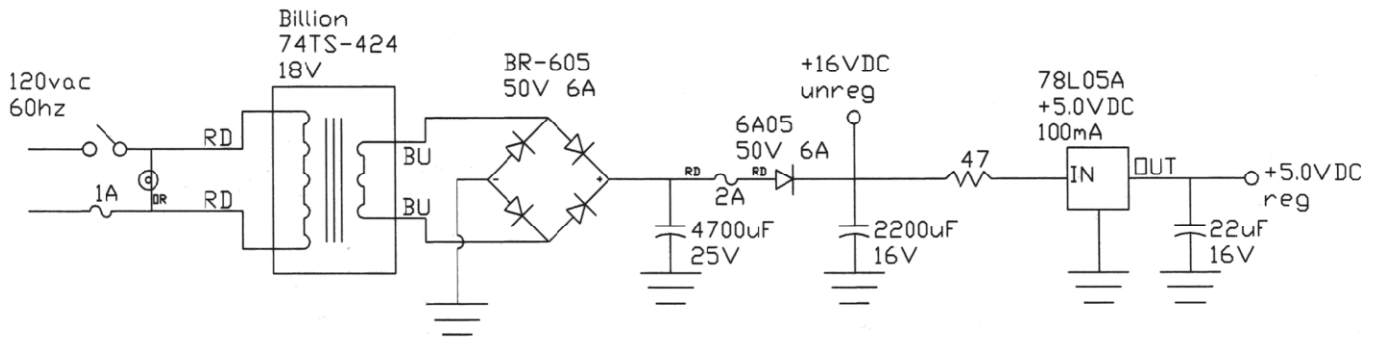 Billion
74TS-424
18V
120vac
60hz
RD
1A
OR
RD
BU
BU
BR-605
50V 6A
-
+
RD
2A
RD
6A05
50V 6A
4700uF
25V
+16VDC
unreg
2200uF
16V
47
78L05A
+5.0VDC
100mA
IN
OUT
22uF
16V
+5.0VDC
reg